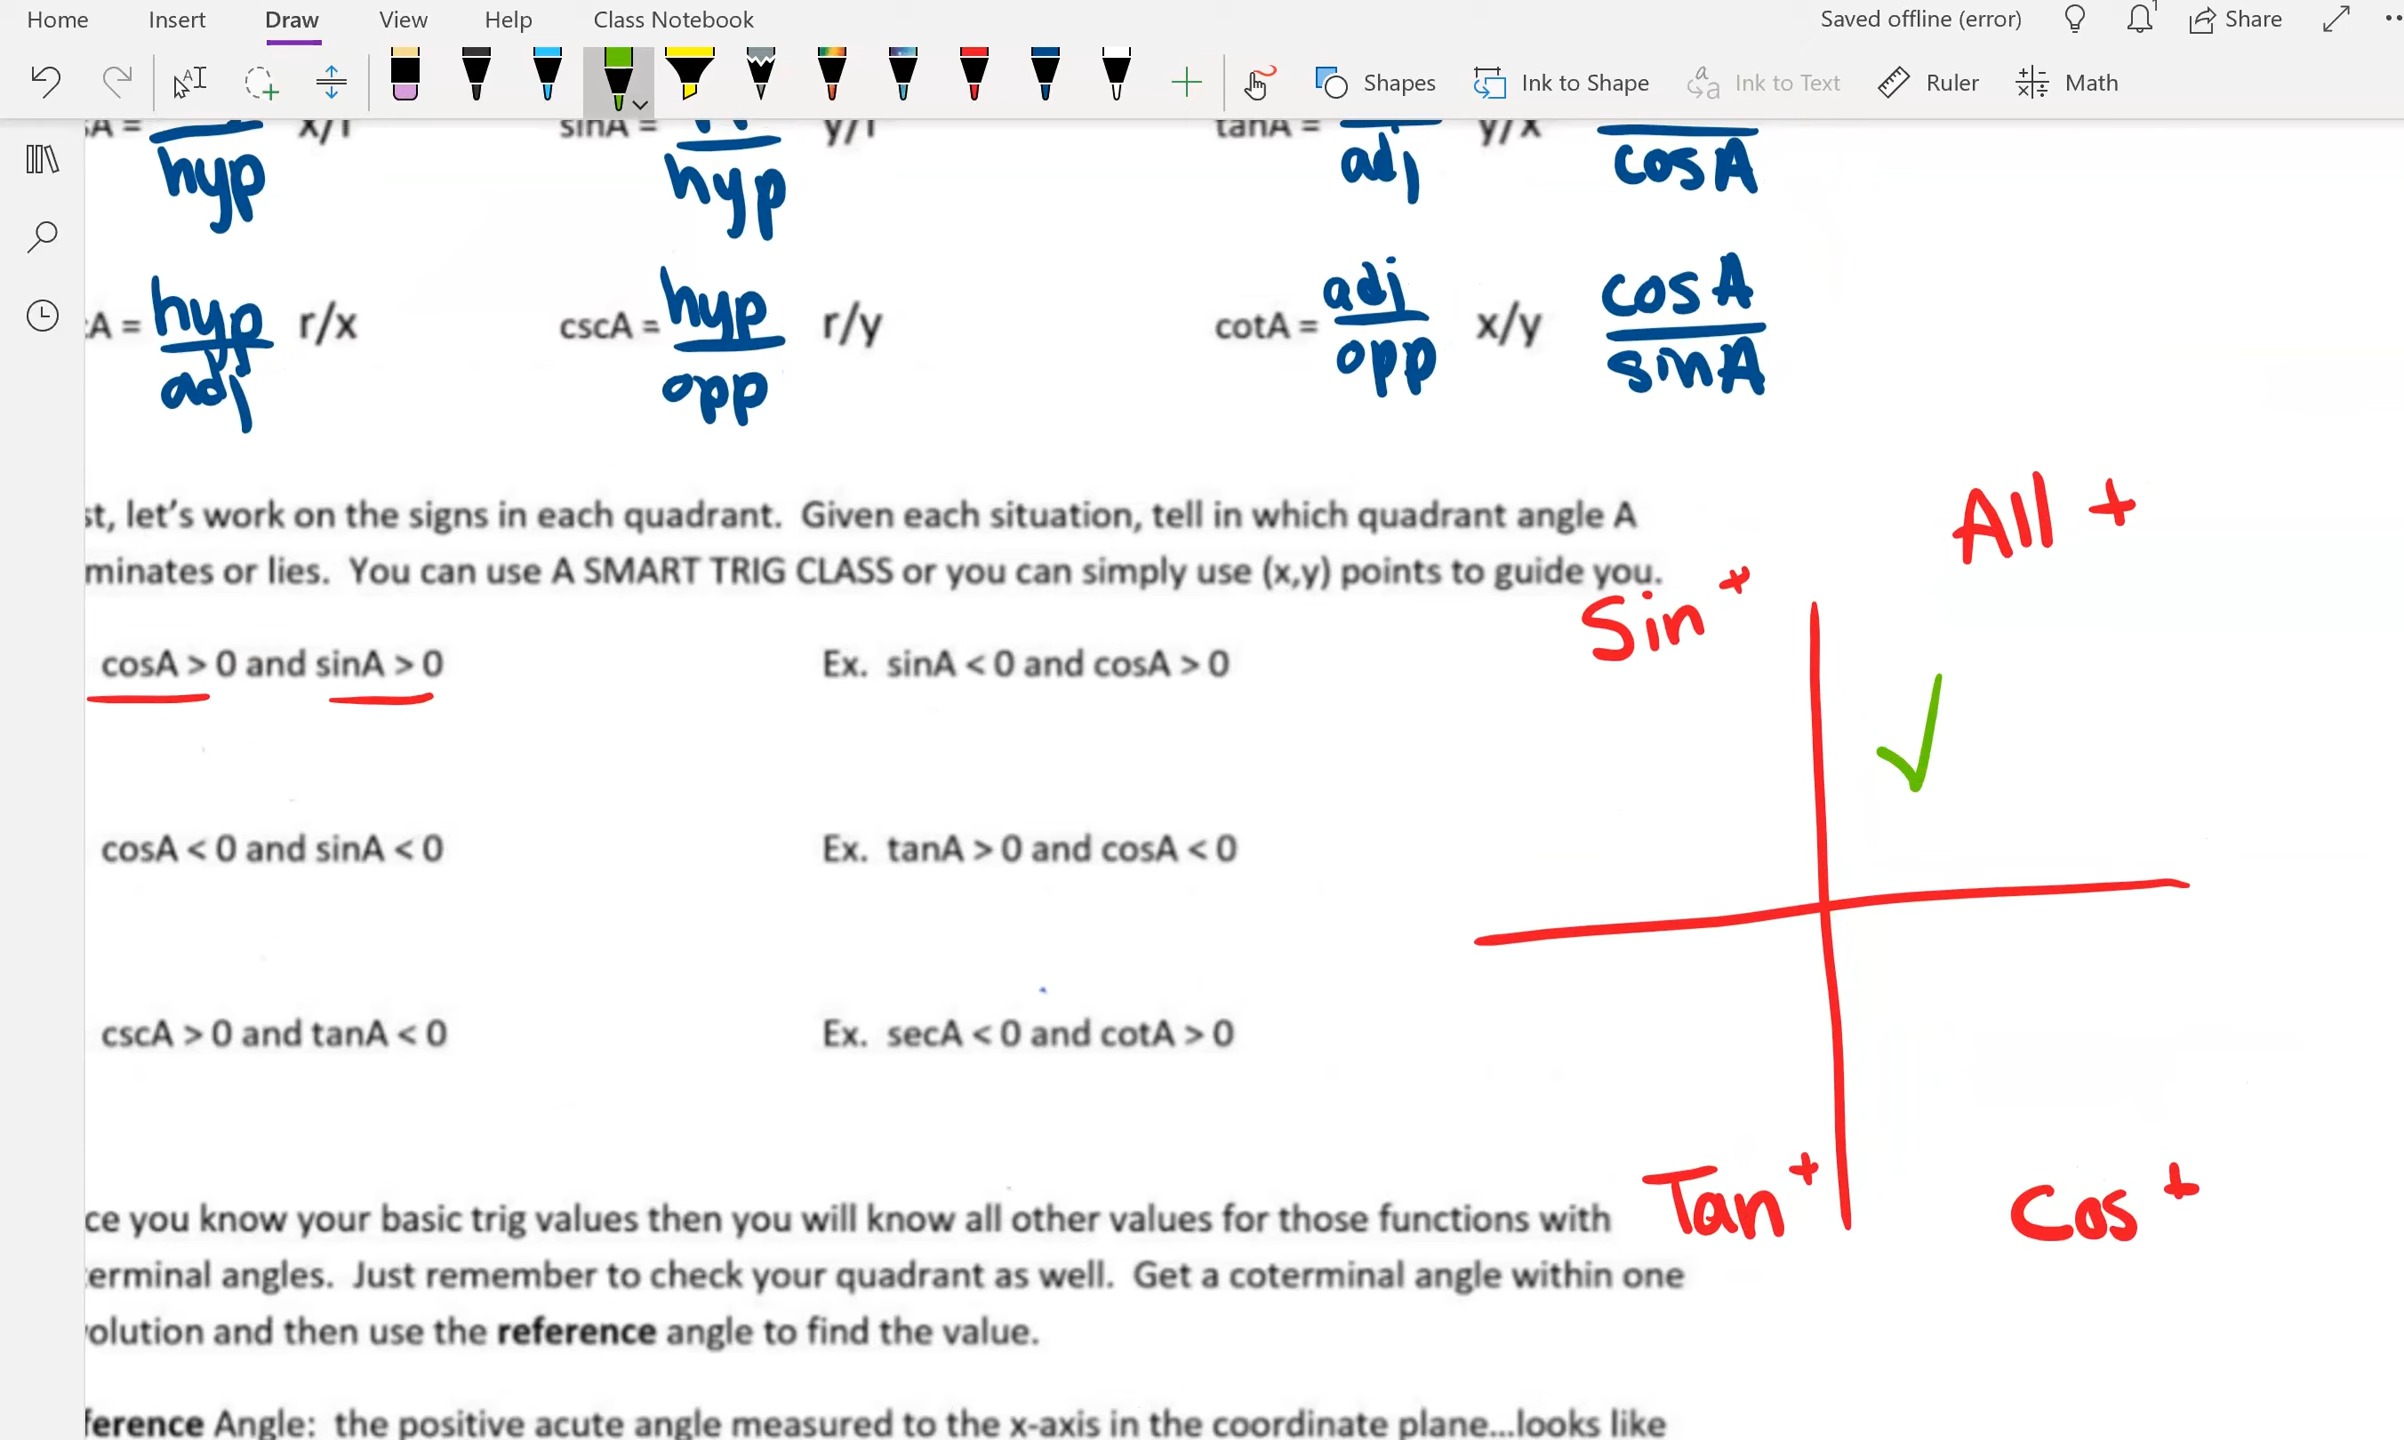 Home Insert Draw View Help Class Notebook Saved offline (error) 1 Share
Shapes Ink to Shape Ink to Text Ruler Math
hyp hyp adj cosA
hyp adj cosA
A = r/x cscA = r/y cotA = x/y
adj opp opp sinA
All +
st, let's work on the signs in each quadrant. Given each situation, tell in which quadrant angle A
minates or lies. You can use A SMART TRIG CLASS or you can simply use (x,y) points to guide you.
Sin +
cosA > 0 and sinA > 0 Ex. sinA < 0 and cosA > 0
cosA < 0 and sinA < 0 Ex. tanA > 0 and cosA < 0
cscA > 0 and tanA < 0 Ex. secA < 0 and cotA > 0
Tan + Cos +
ce you know your basic trig values then you will know all other values for those functions with
erminal angles. Just remember to check your quadrant as well. Get a coterminal angle within one
olution and then use the reference angle to find the value.
ference Angle: the positive acute angle measured to the x-axis in the coordinate plane...looks like